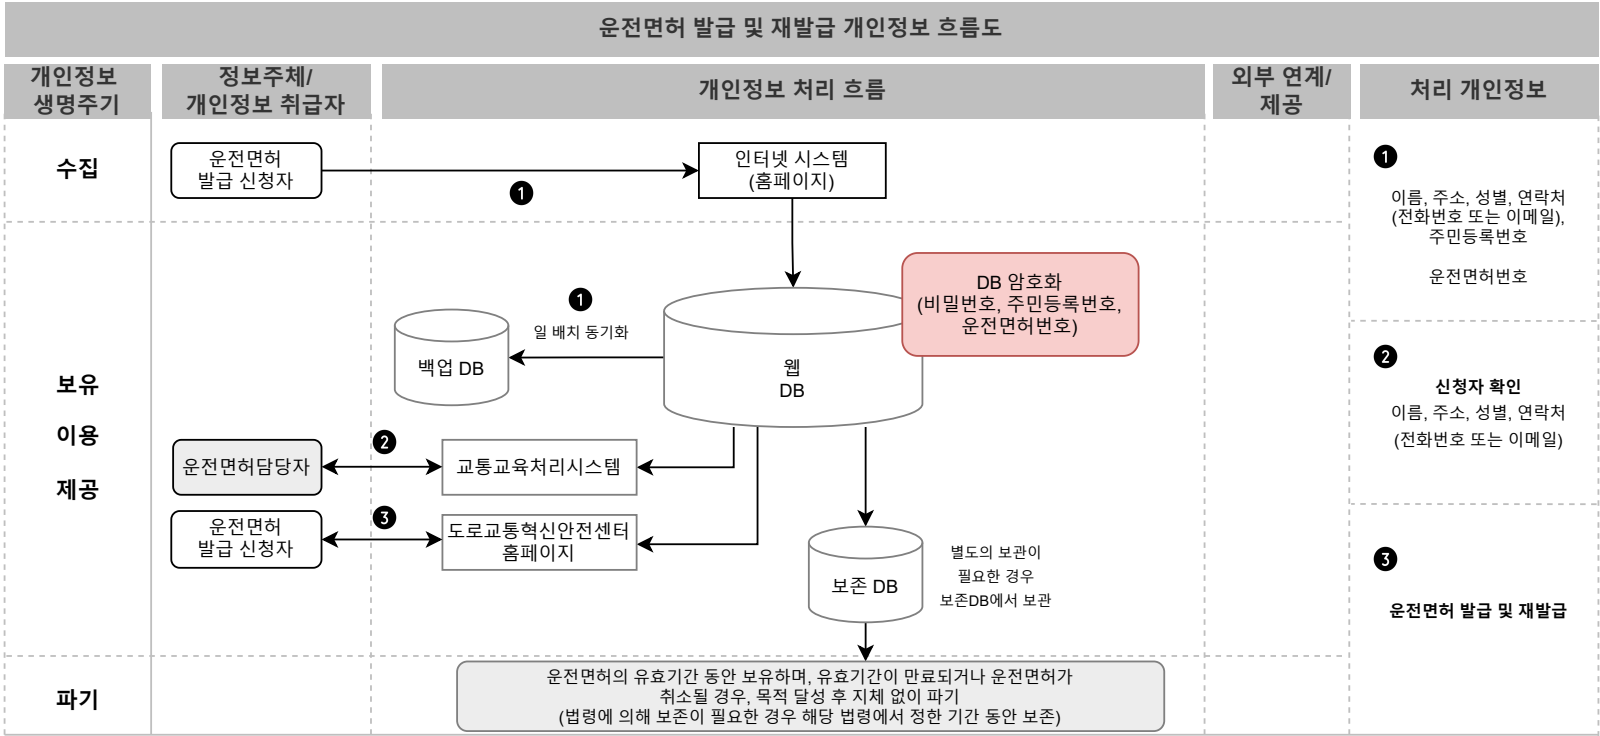 운전면허 발급 및 재발급 개인정보 흐름도
개인정보
생명주기
정보주체/
개인정보 취급자
개인정보 처리 흐름
외부 연계/
제공
처리 개인정보
수집
운전면허
발급 신청자
1
인터넷 시스템
(홈페이지)
1
이름, 주소, 성별, 연락처
(전화번호 또는 이메일),
주민등록번호
운전면허번호
보유
이용
제공
DB 암호화
(비밀번호, 주민등록번호,
운전면허번호)
1
일 배치 동기화
백업 DB
웹
DB
2
신청자 확인
이름, 주소, 성별, 연락처
(전화번호 또는 이메일)
운전면허담당자
2
교통교육처리시스템
운전면허
발급 신청자
3
도로교통혁신안전센터
홈페이지
보존 DB
별도의 보관이
필요한 경우
보존DB에서 보관
3
운전면허 발급 및 재발급
파기
운전면허의 유효기간 동안 보유하며, 유효기간이 만료되거나 운전면허가
취소될 경우, 목적 달성 후 지체 없이 파기
(법령에 의해 보존이 필요한 경우 해당 법령에서 정한 기간 동안 보존)